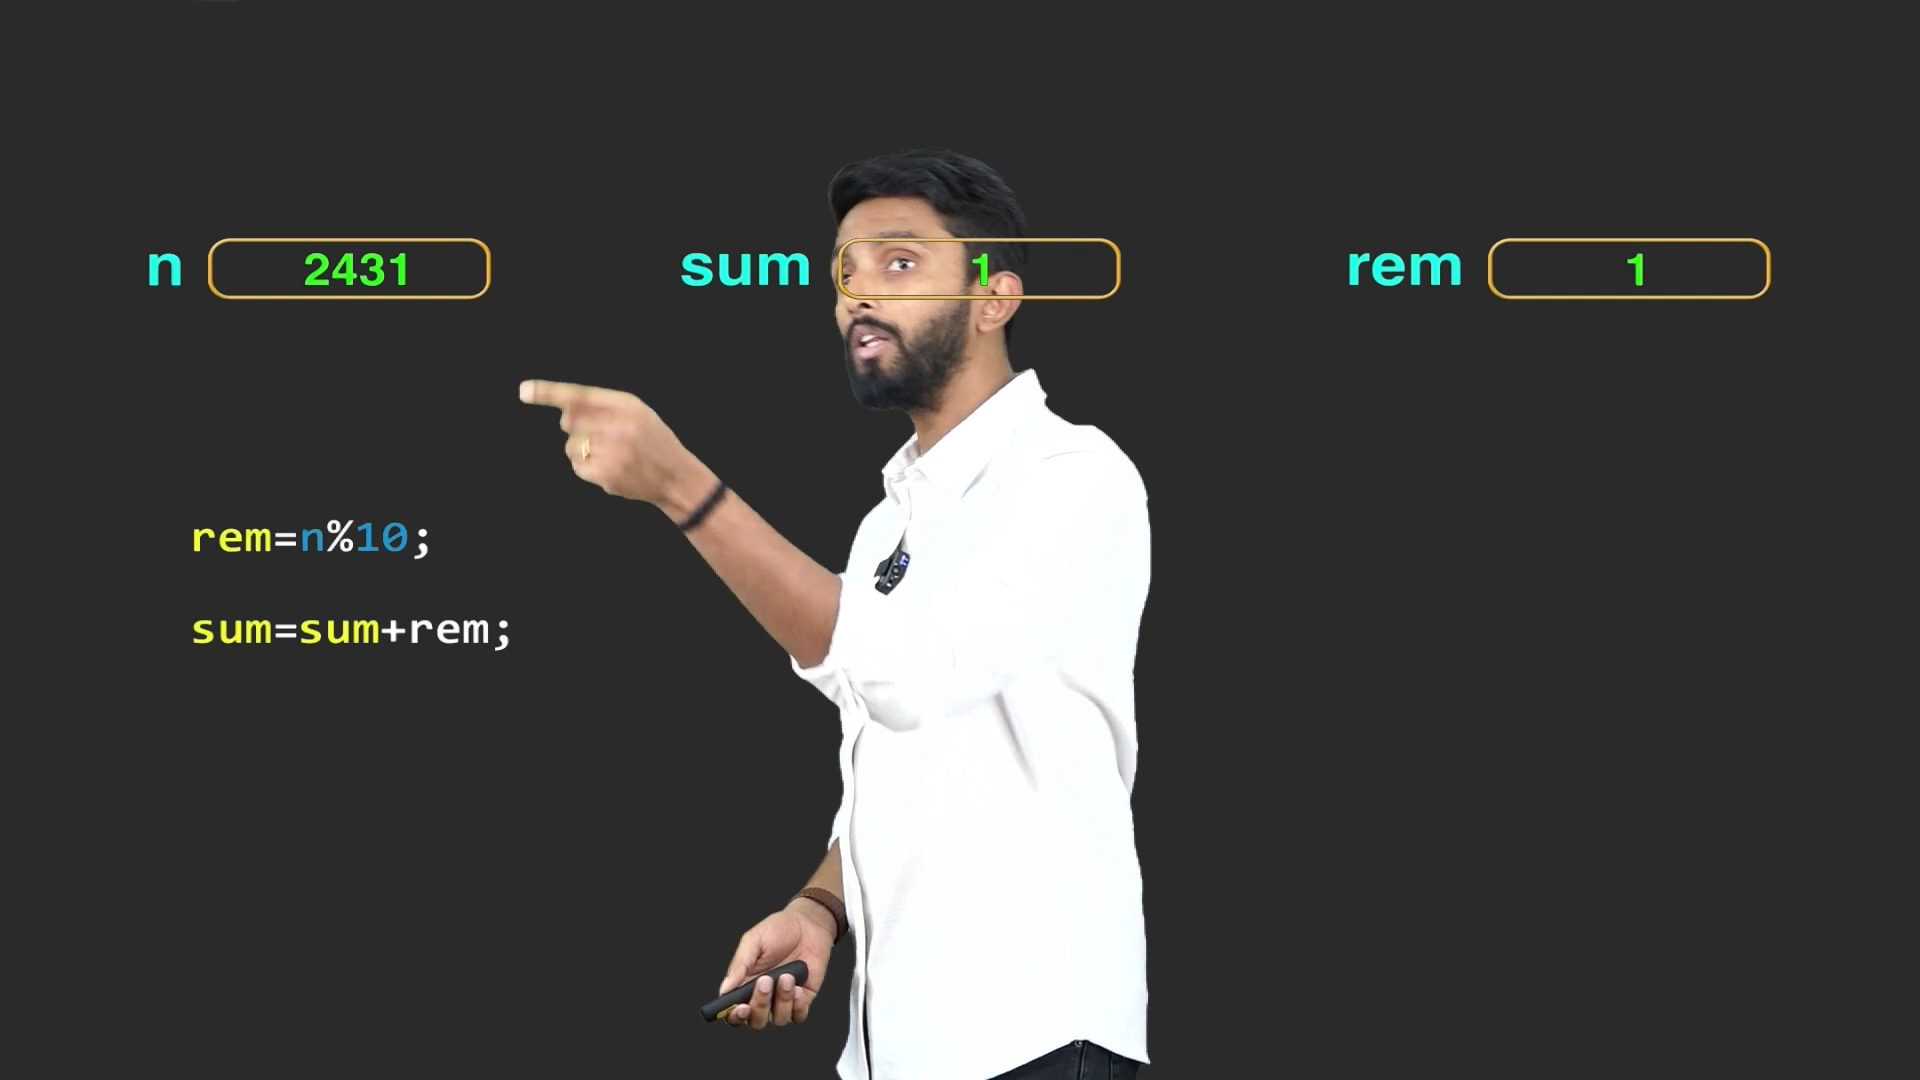 n 2431 sum 1 rem 1
rem=n%10;
sum=sum+rem;